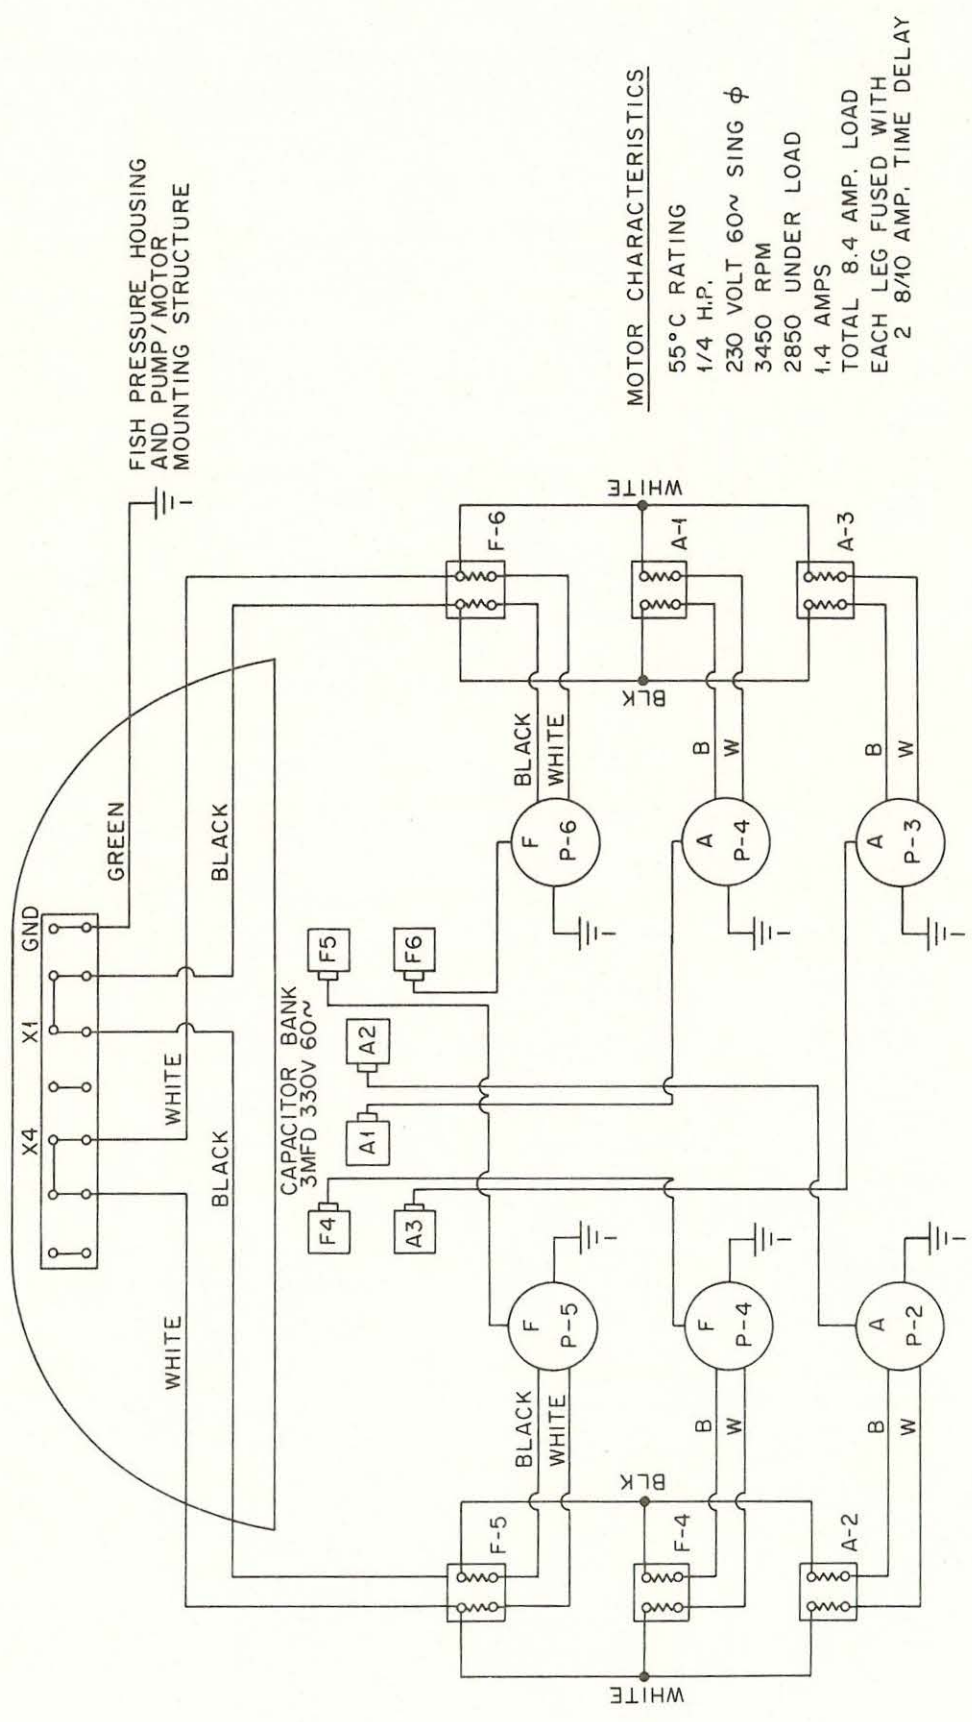 FISH PRESSURE HOUSING
AND PUMP/MOTOR
MOUNTING STRUCTURE
GND
X1
X4
GREEN
BLACK
WHITE
BLACK
WHITE
CAPACITOR BANK
3MFD 330V 60~
F5
F6
A2
A1
F4
A3
F-6
WHITE
A-1
A-3
BLK
BLACK
WHITE
B
W
B
W
F
P-6
A
P-4
A
P-3
F
P-5
F
P-4
A
P-2
BLACK
WHITE
B
W
B
W
BLK
F-5
F-4
A-2
WHITE
MOTOR CHARACTERISTICS
55°C RATING
1/4 H.P.
230 VOLT 60~ SING ϕ
3450 RPM
2850 UNDER LOAD
1.4 AMPS
TOTAL 8.4 AMP. LOAD
EACH LEG FUSED WITH
2 8/10 AMP. TIME DELAY